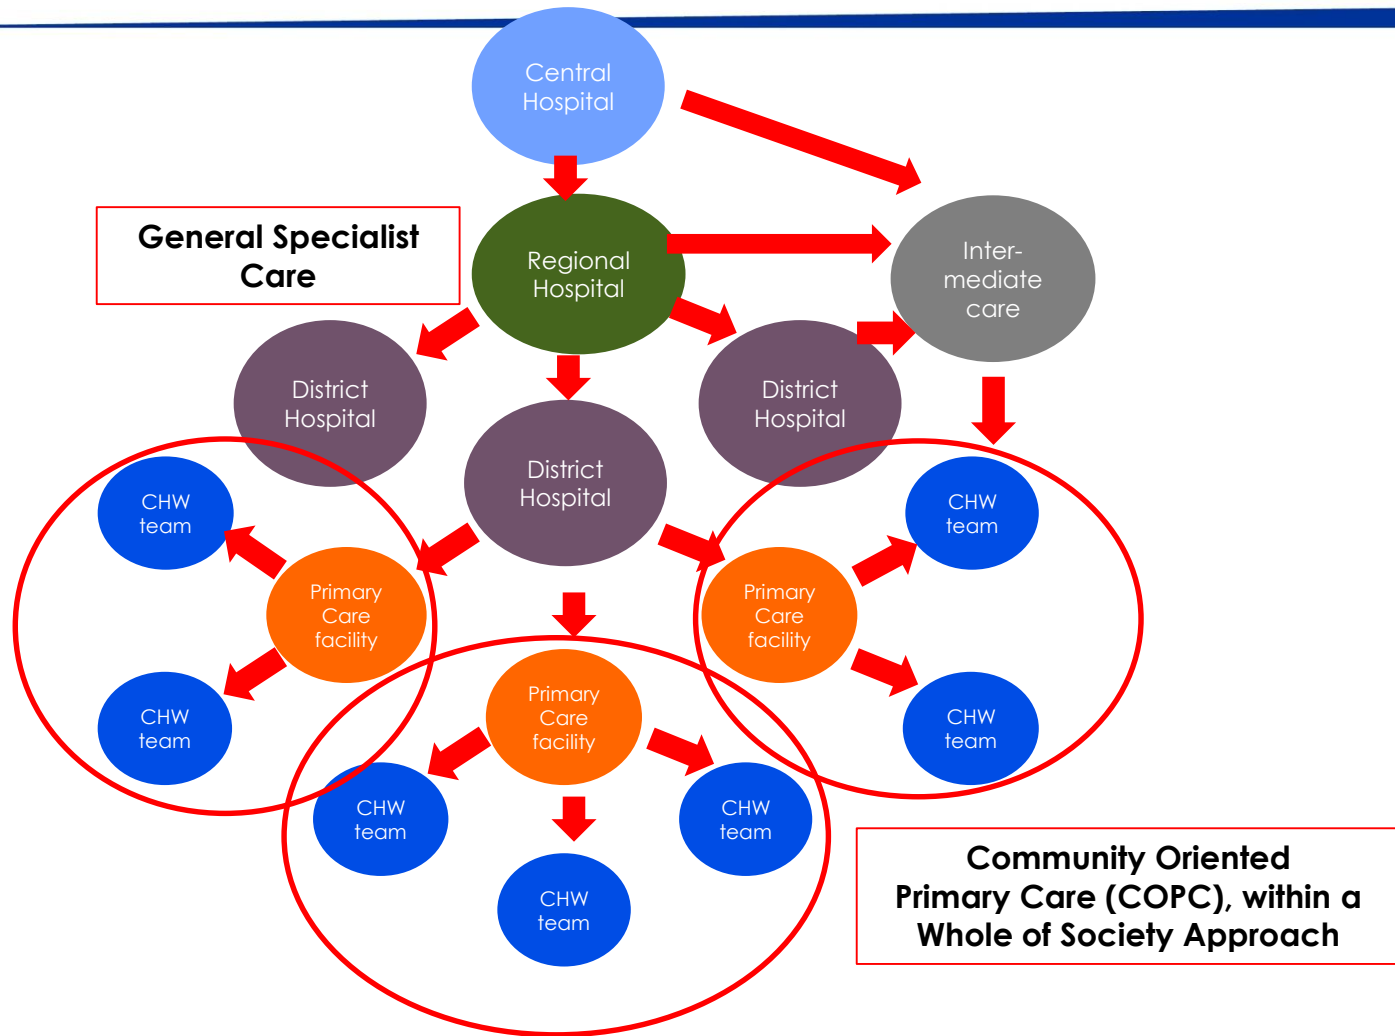 Central
Hospital
General Specialist
Care
Regional
Hospital
Inter-
mediate
care
District
Hospital
District
Hospital
District
Hospital
CHW
team
CHW
team
Primary
Care
facility
Primary
Care
facility
CHW
team
Primary
Care
facility
CHW
team
CHW
team
CHW
team
CHW
team
Community Oriented
Primary Care (COPC), within a
Whole of Society Approach